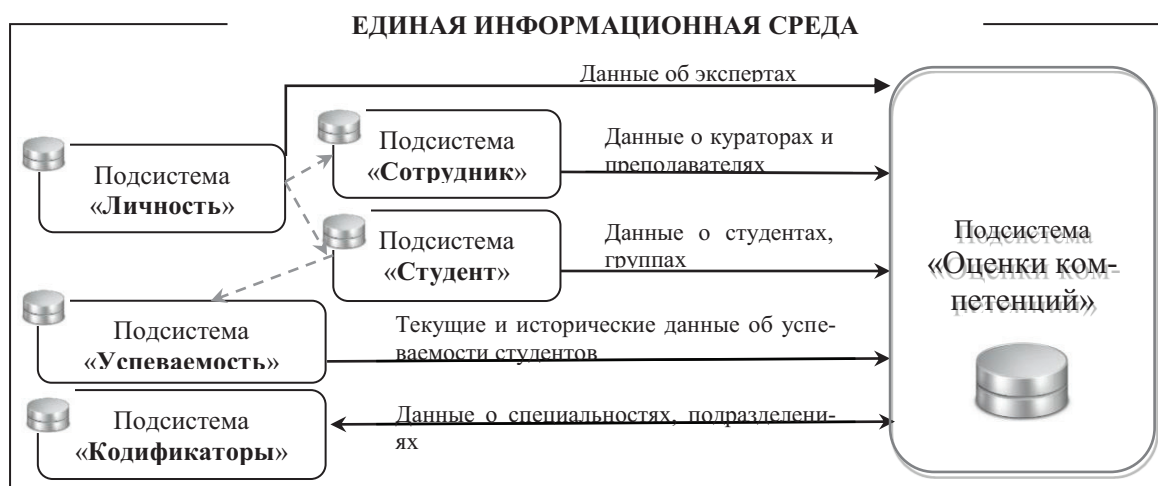 ЕДИНАЯ ИНФОРМАЦИОННАЯ СРЕДА
Данные об экспертах
Подсистема
«Личность»
Подсистема
«Сотрудник»
Данные о кураторах и
преподавателях
Подсистема
«Студент»
Данные о студентах,
группах
Подсистема
«Успеваемость»
Текущие и исторические данные об успе-
ваемости студентов
Подсистема
«Кодификаторы»
Данные о специальностях, подразделени-
ях
Подсистема
«Оценки ком-
петенций»